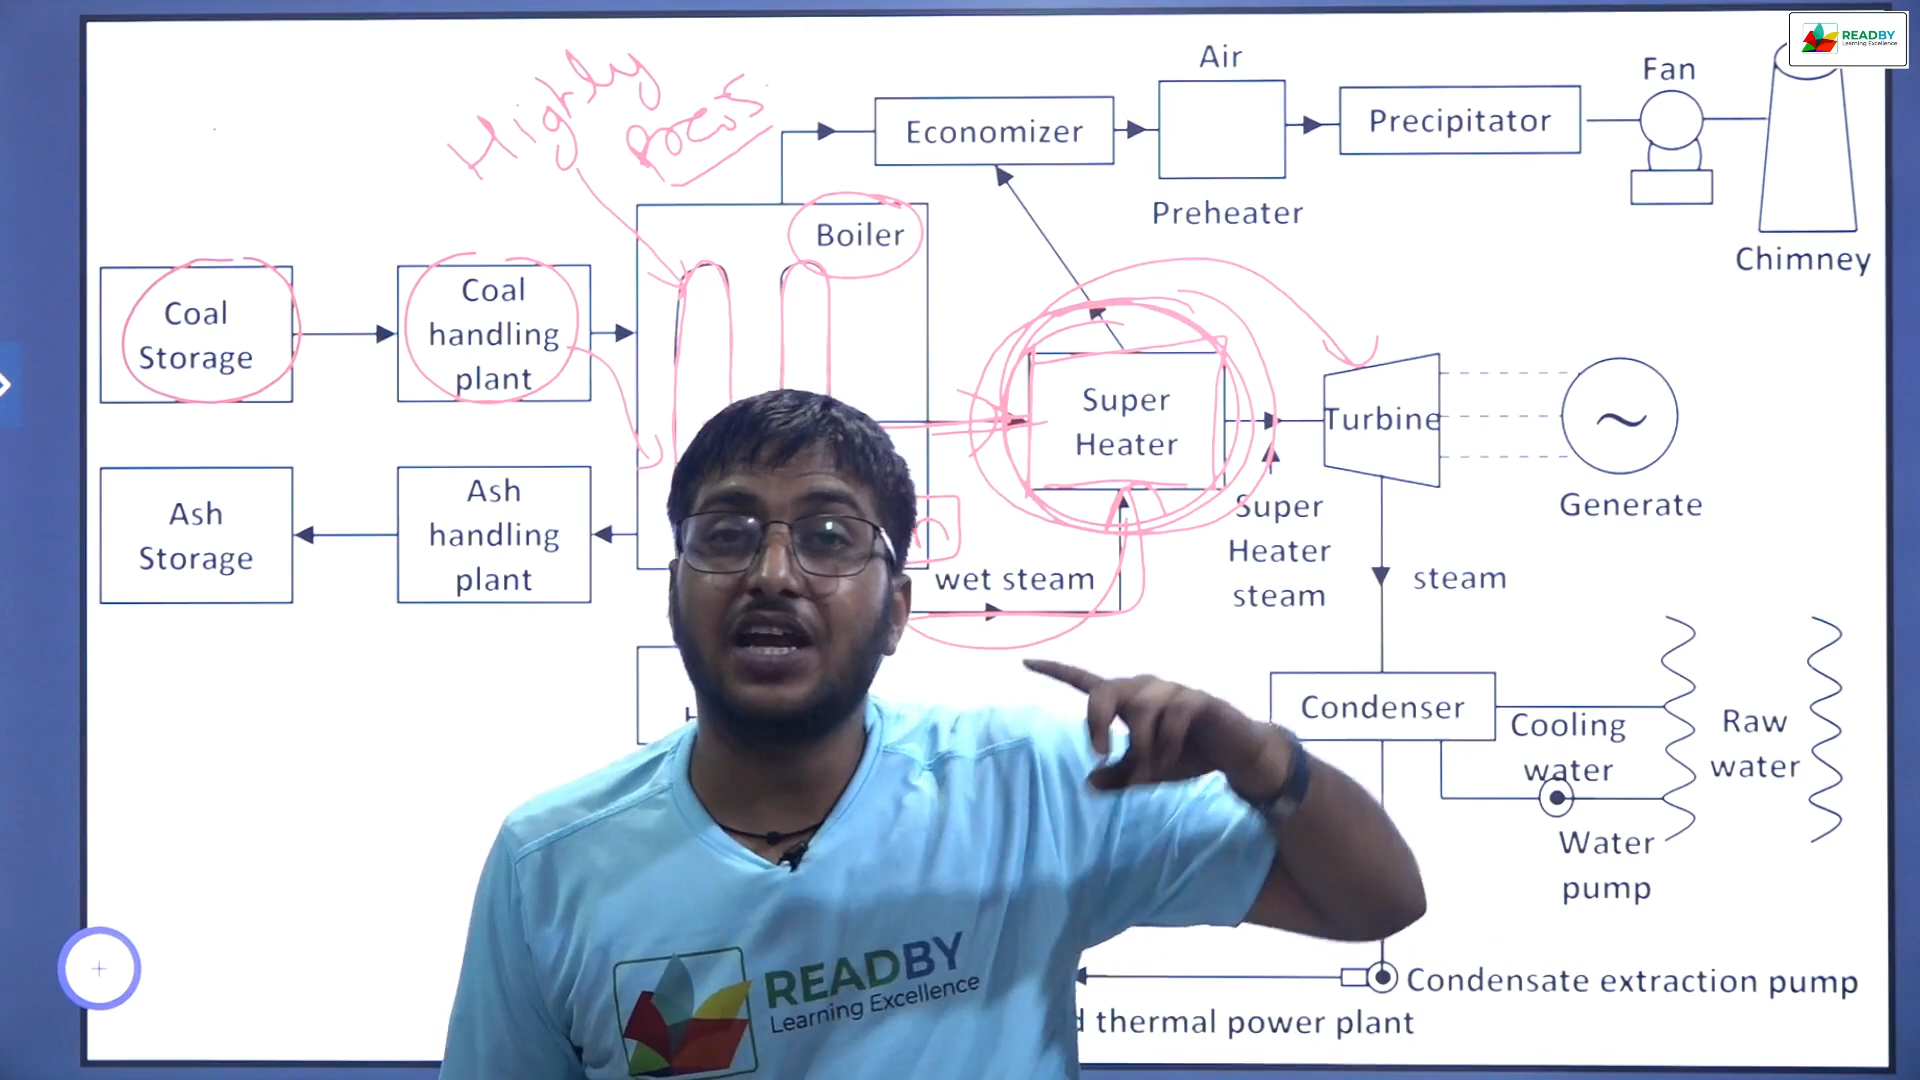 READBY
Learning Excellence
Highly
Air
Fan
Economizer
Precipitator
Preheater
Chimney
Boiler
Coal
Storage
Coal
handling
plant
Super
Heater
Turbine
Generate
Ash
Storage
Ash
handling
plant
wet steam
Super
Heater
steam
steam
Condenser
Cooling
water
Raw
water
Water
pump
READBY
Learning Excellence
Condensate extraction pump
thermal power plant